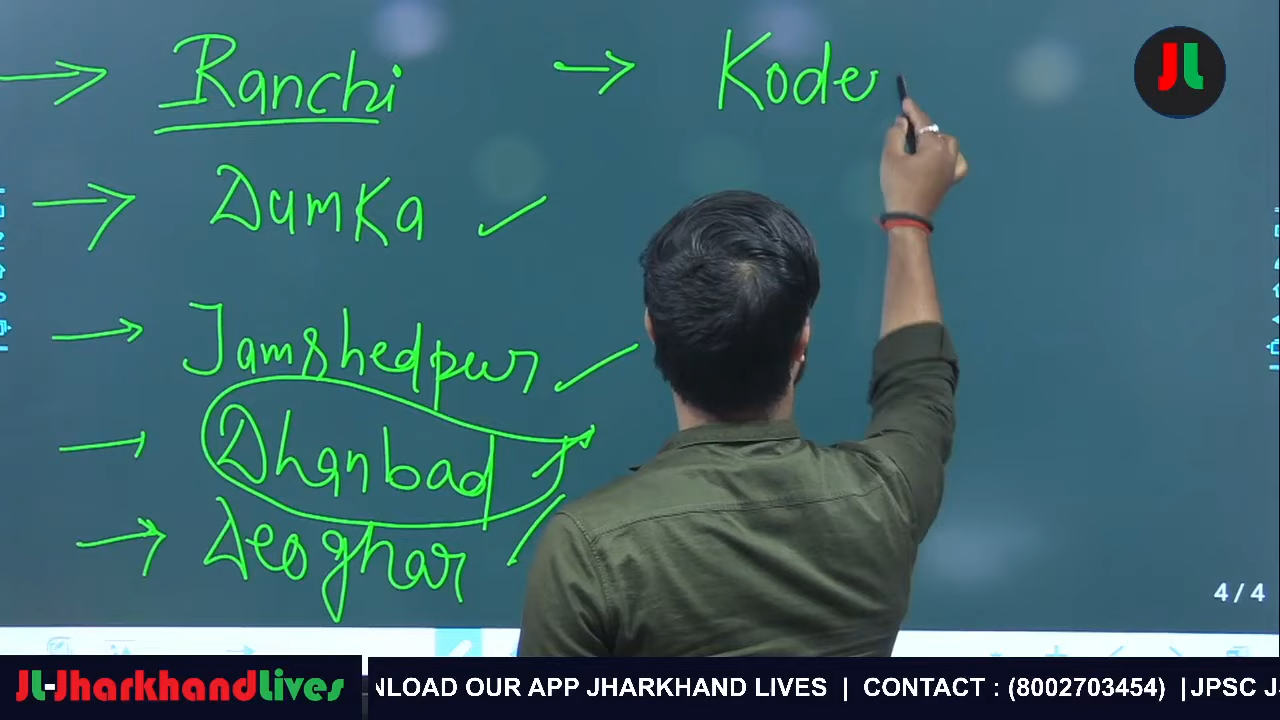 JL
→ Ranchi
→ Kode
→ Dumka ✓
→ Jamshedpur ✓
→ Dhanbad ✓
→ Deoghar
4 / 4
JL-JharkhandLives
NLOAD OUR APP JHARKHAND LIVES | CONTACT : (8002703454) |JPSC J